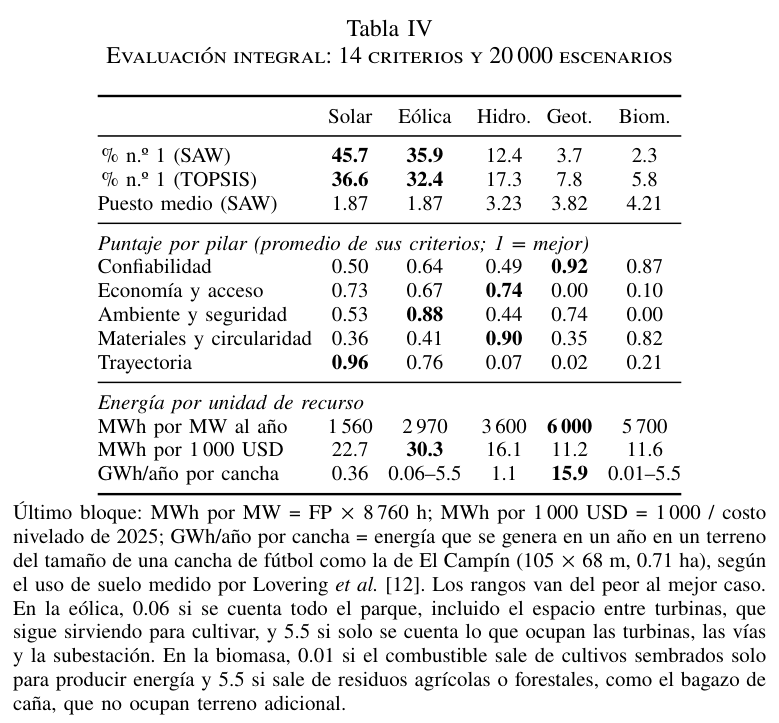 Tabla IV
Evaluación integral: 14 criterios y 20 000 escenarios
Solar Eólica Hidro. Geot. Biom.
% n.º 1 (SAW) 45.7 35.9 12.4 3.7 2.3
% n.º 1 (TOPSIS) 36.6 32.4 17.3 7.8 5.8
Puesto medio (SAW) 1.87 1.87 3.23 3.82 4.21
Puntaje por pilar (promedio de sus criterios; 1 = mejor)
Confiabilidad 0.50 0.64 0.49 0.92 0.87
Economía y acceso 0.73 0.67 0.74 0.00 0.10
Ambiente y seguridad 0.53 0.88 0.44 0.74 0.00
Materiales y circularidad 0.36 0.41 0.90 0.35 0.82
Trayectoria 0.96 0.76 0.07 0.02 0.21
Energía por unidad de recurso
MWh por MW al año 1 560 2 970 3 600 6 000 5 700
MWh por 1 000 USD 22.7 30.3 16.1 11.2 11.6
GWh/año por cancha 0.36 0.06–5.5 1.1 15.9 0.01–5.5
Último bloque: MWh por MW = FP × 8 760 h; MWh por 1 000 USD = 1 000 / costo
nivelado de 2025; GWh/año por cancha = energía que se genera en un año en un terreno
del tamaño de una cancha de fútbol como la de El Campín (105 × 68 m, 0.71 ha), según
el uso de suelo medido por Lovering et al. [12]. Los rangos van del peor al mejor caso.
En la eólica, 0.06 si se cuenta todo el parque, incluido el espacio entre turbinas, que
sigue sirviendo para cultivar, y 5.5 si solo se cuenta lo que ocupan las turbinas, las vías
y la subestación. En la biomasa, 0.01 si el combustible sale de cultivos sembrados solo
para producir energía y 5.5 si sale de residuos agrícolas o forestales, como el bagazo de
caña, que no ocupan terreno adicional.